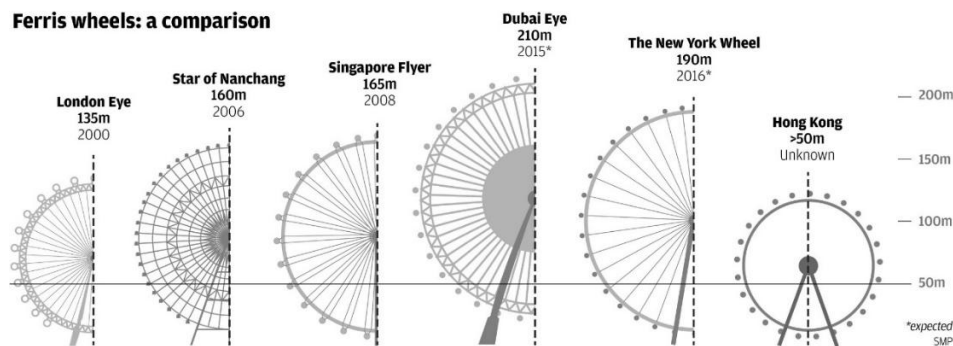 Ferris wheels: a comparison
London Eye
135m
2000
Star of Nanchang
160m
2006
Singapore Flyer
165m
2008
Dubai Eye
210m
2015*
The New York Wheel
190m
2016*
Hong Kong
>50m
Unknown
200m
150m
100m
50m
*expected
SMP